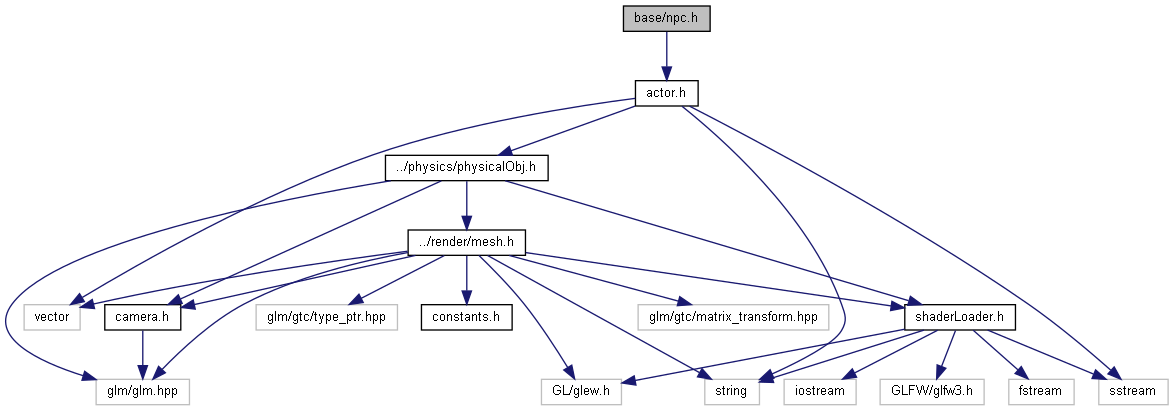 base/npc.h
actor.h
../physics/physicalObj.h
../render/mesh.h
vector
camera.h
glm/gtc/type_ptr.hpp
constants.h
glm/gtc/matrix_transform.hpp
shaderLoader.h
glm/glm.hpp
GL/glew.h
string
iostream
GLFW/glfw3.h
fstream
sstream